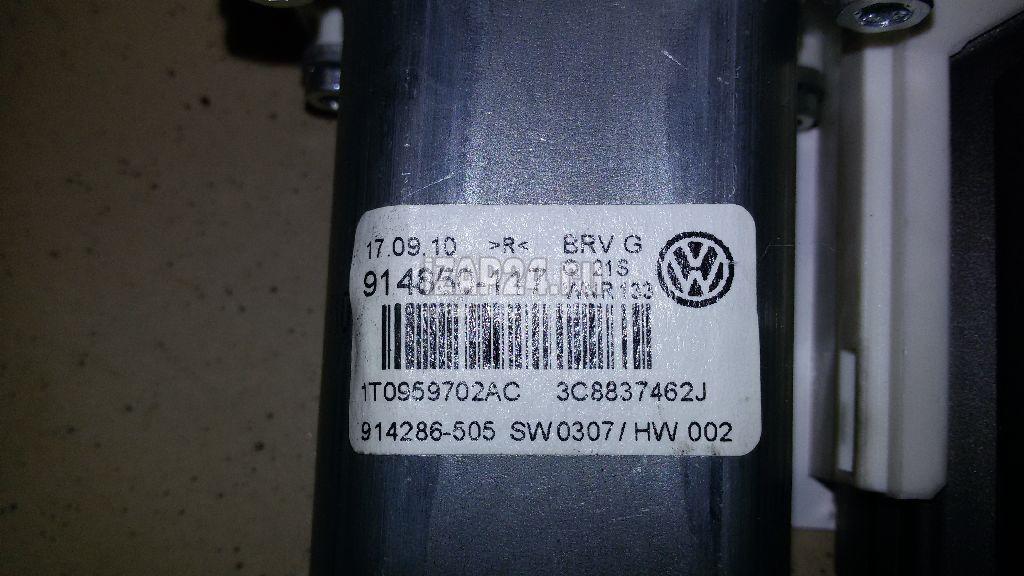 17.09.10 >R< BRV G
1T0959702AC 3C8837462J
914286-505 SW0307/HW 002